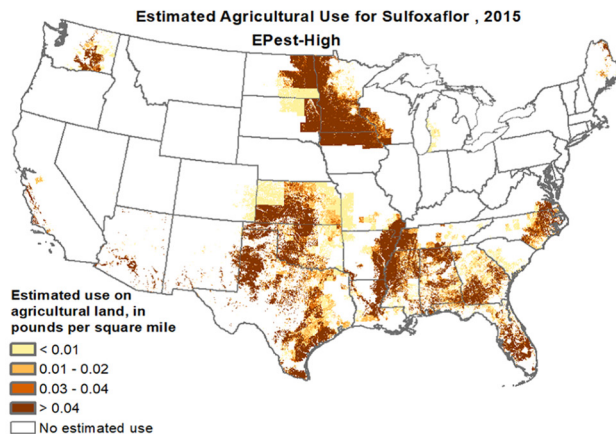 Estimated Agricultural Use for Sulfoxaflor , 2015
EPest-High
Estimated use on
agricultural land, in
pounds per square mile
< 0.01
0.01 - 0.02
0.03 - 0.04
> 0.04
No estimated use